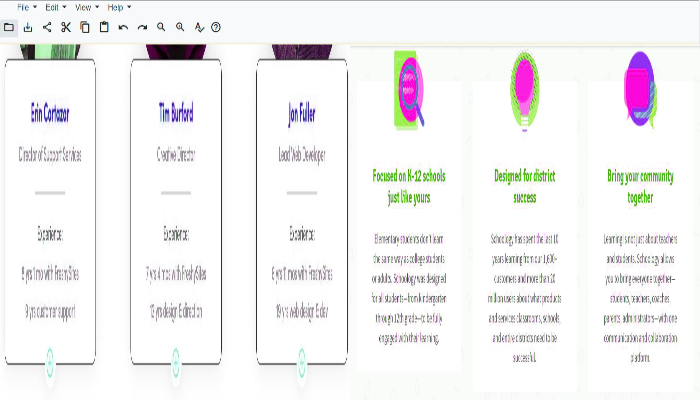 File Edit View Help
Erin Cortazar
Director of Support Services
Experience:
8 yrs 1 mo with FreshySites
9 yrs customer support
Tim Burford
Creative Director
Experience:
7 yrs 4 mos with FreshySites
12 yrs design & direction
Jon Fuller
Lead Web Developer
Experience:
6 yrs 11 mos with FreshySites
19 yrs web design & dev
Focused on K-12 schools
just like yours
Elementary students don't learn
the same way as college students
or adults. Schoology was designed
for all students—from kindergarten
through 12th grade—to be fully
engaged with their learning.
Designed for district
success
Schoology has spent the last 10
years learning from our 1,600+
customers and more than 20
million users about what products
and services classrooms, schools,
and entire districts need to be
successful.
Bring your community
together
Learning is not just about teachers
and students. Schoology allows
you to bring everyone together—
students, teachers, coaches,
parents, administrators—with one
communication and collaboration
platform.